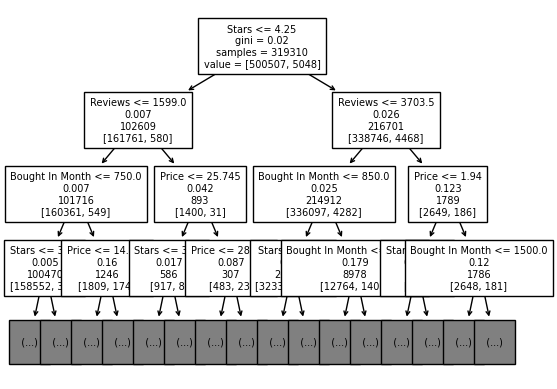 Stars <= 4.25
gini = 0.02
samples = 319310
value = [500507, 5048]
Reviews <= 1599.0
0.007
102609
[161761, 580]
Reviews <= 3703.5
0.026
216701
[338746, 4468]
Bought In Month <= 750.0
0.007
101716
[160361, 549]
Price <= 25.745
0.042
893
[1400, 31]
Bought In Month <= 850.0
0.025
214912
[336097, 4282]
Price <= 1.94
0.123
1789
[2649, 186]
Stars <= 3
0.005
100470
[158552, 3
Price <= 14.
0.16
1246
[1809, 174
Stars <= 3
0.017
586
[917, 8
Price <= 28
0.087
307
[483, 23
Stars
2
[3233
Bought In Month <
0.179
8978
[12764, 140
Star
Bought In Month <= 1500.0
0.12
1786
[2648, 181]
(...) (...) (...) (...) (...) (...) (...) (...) (...) (...) (...) (...) (...) (...) (...) (...)